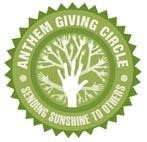 ANTHEM GIVING CIRCLE
SENDING SUNSHINE TO OTHERS